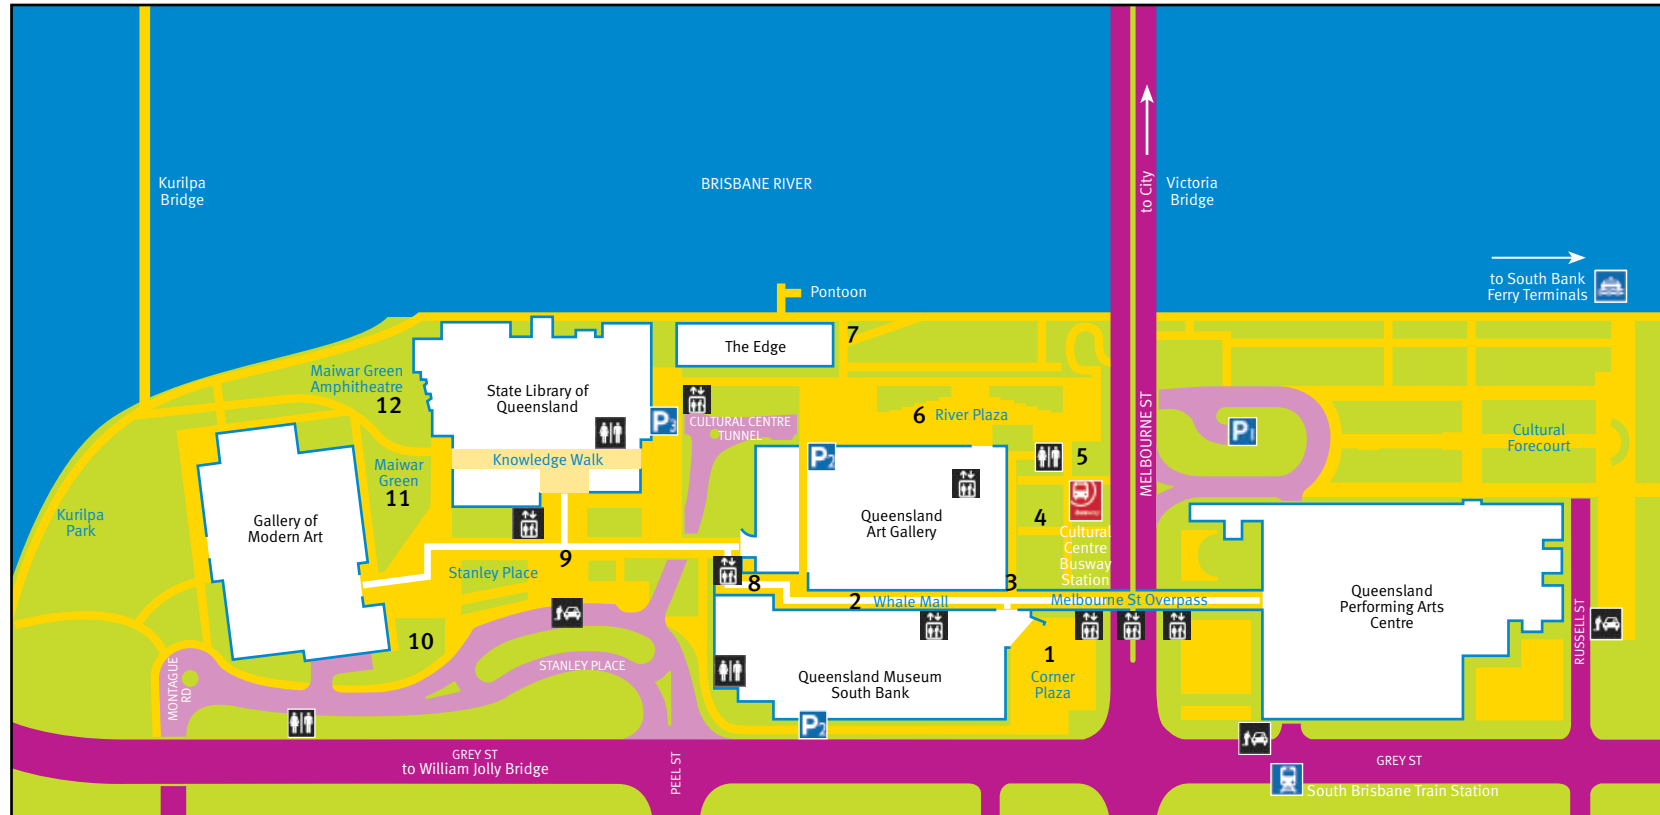 Kurilpa
Bridge
BRISBANE RIVER
to City
Victoria
Bridge
to South Bank
Ferry Terminals
Pontoon
The Edge
7
Maiwar Green
Amphitheatre
12
State Library of
Queensland
P3
CULTURAL CENTRE
TUNNEL
6 River Plaza
MELBOURNE ST
P1
Cultural
Forecourt
Knowledge Walk
P2
5
Maiwar
Green
11
Kurilpa
Park
Gallery of
Modern Art
Queensland
Art Gallery
4
Cultural
Centre
Busway
Station
9
Stanley Place
8
3
2 Whale Mall
Melbourne St Overpass
Queensland
Performing Arts
Centre
RUSSELL ST
10
STANLEY PLACE
MONTAGUE
RD
Queensland Museum
South Bank
1
Corner
Plaza
P2
GREY ST
to William Jolly Bridge
PEEL ST
GREY ST
South Brisbane Train Station